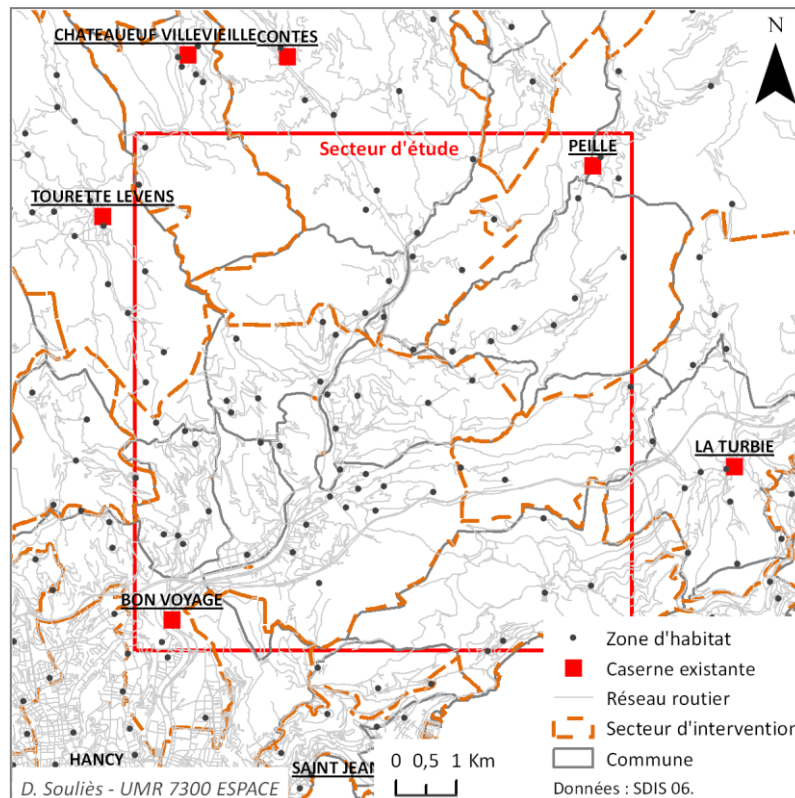 CHATEAUEUF VILLEVIEILLE CONTES
N
Secteur d'étude
PEILLE
TOURETTE LEVENS
LA TURBIE
BON VOYAGE
Zone d'habitat
Caserne existante
Réseau routier
Secteur d'intervention
Commune
HANCY
SAINT JEAN
0 0,5 1 Km
D. Souliès - UMR 7300 ESPACE
Données : SDIS 06.